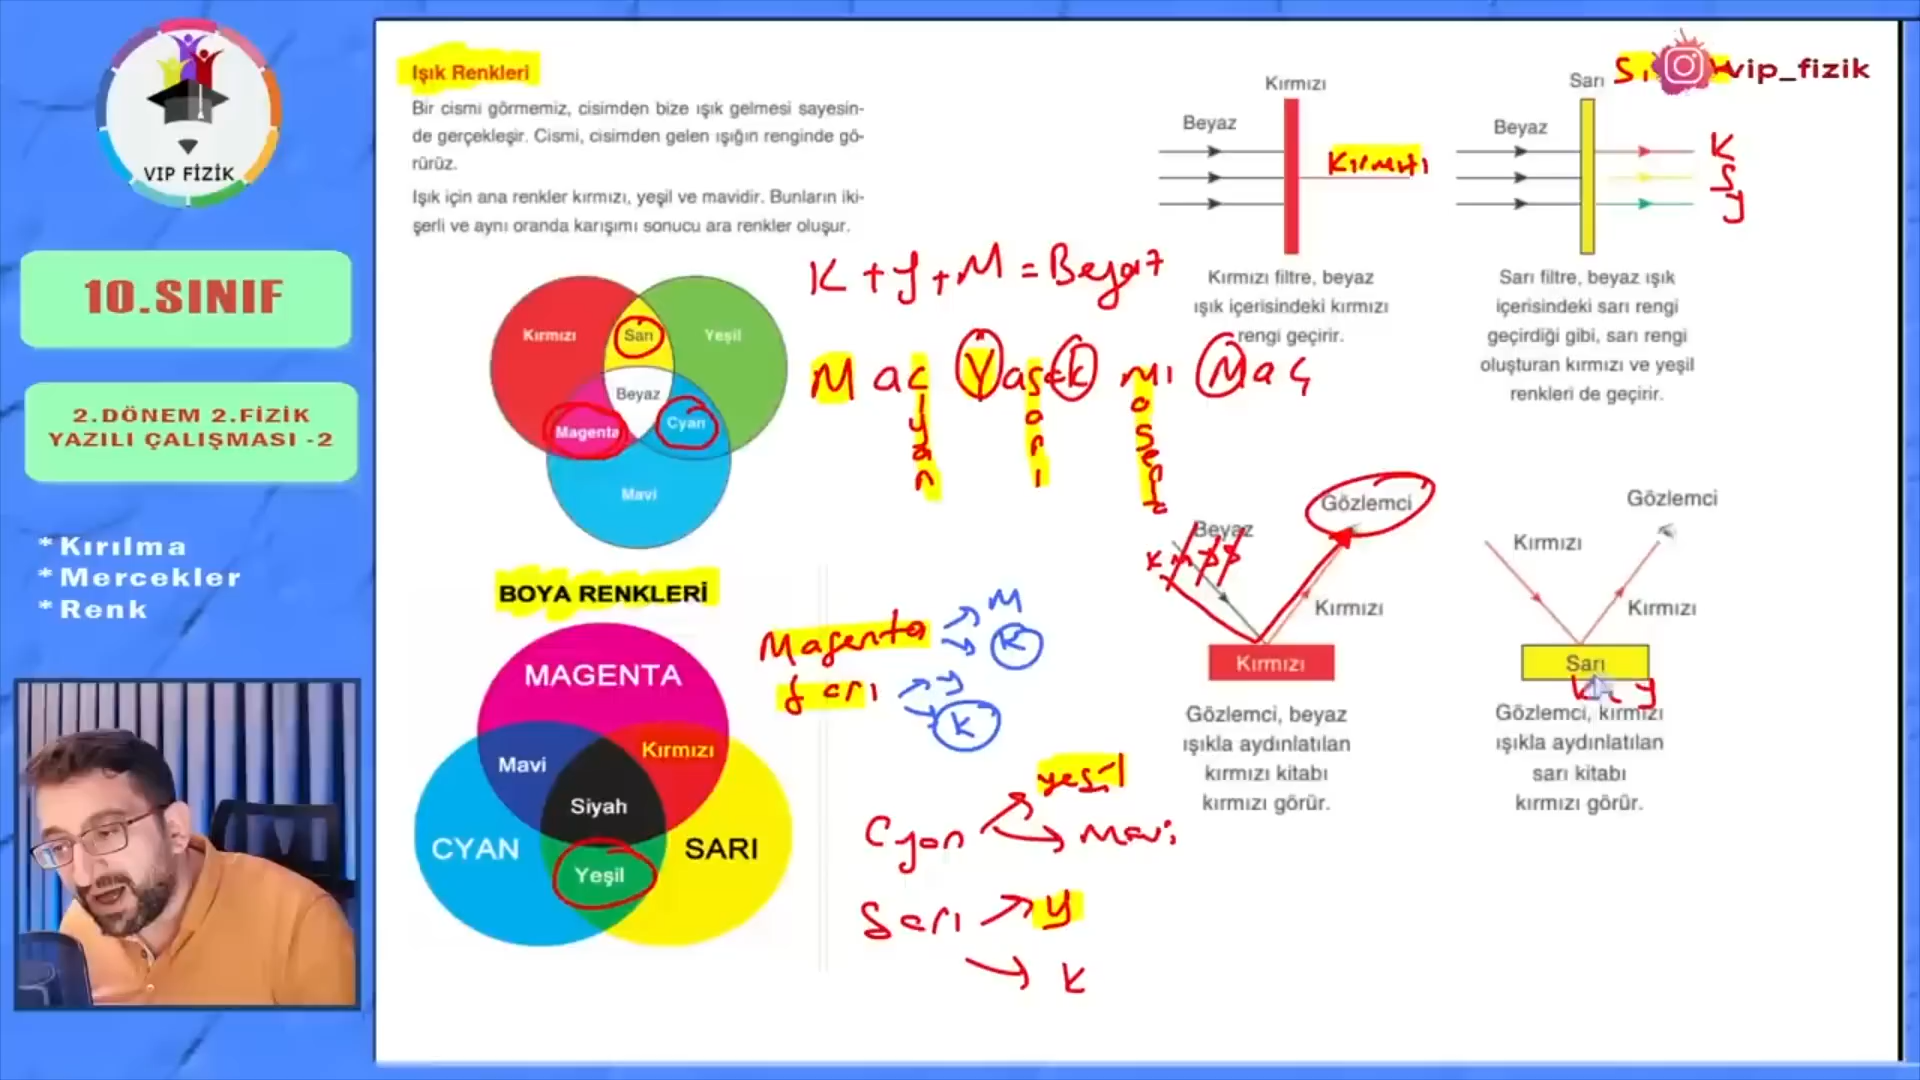 VIP FİZİK
10.SINIF
2.DÖNEM 2.FİZİK
YAZILI ÇALIŞMASI -2
* Kırılma
* Mercekler
* Renk
Işık Renkleri
Bir cismi görmemiz, cisimden bize ışık gelmesi sayesin-
de gerçekleşir. Cismi, cisimden gelen ışığın renginde gö-
rürüz.
Işık için ana renkler kırmızı, yeşil ve mavidir. Bunların iki-
şerli ve aynı oranda karışımı sonucu ara renkler oluşur.
Kırmızı
Sarı
Yeşil
Beyaz
Magenta
Cyan
Mavi
K + Y + M = Beyaz
Mac Yasak mı Maç
Cıyan
Sarı
BOYA RENKLERİ
MAGENTA
Mavi
Kırmızı
Siyah
CYAN
SARI
Yeşil
Magenta
M
K
Sarı
y
K
Cyan
yeşil
Mavi
Sarı
y
K
Kırmızı
Beyaz
Kırmızı
Kırmızı filtre, beyaz
ışık içerisindeki kırmızı
rengi geçirir.
Sarı
vip_fizik
Beyaz
K
S
y
Sarı filtre, beyaz ışık
içerisindeki sarı rengi
geçirdiği gibi, sarı rengi
oluşturan kırmızı ve yeşil
renkleri de geçirir.
Gözlemci
Beyaz
K
Kırmızı
Kırmızı
Gözlemci, beyaz
ışıkla aydınlatılan
kırmızı kitabı
kırmızı görür.
Gözlemci
Kırmızı
Kırmızı
Sarı
y
Gözlemci, kırmızı
ışıkla aydınlatılan
sarı kitabı
kırmızı görür.